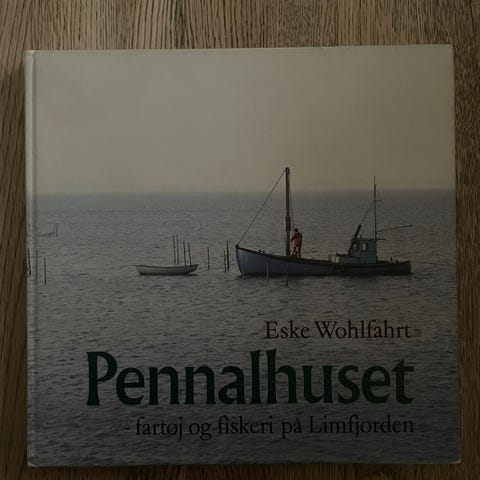 Eske Wohlfahrt
Pennalhuset
- fartøj og fiskeri på Limfjorden